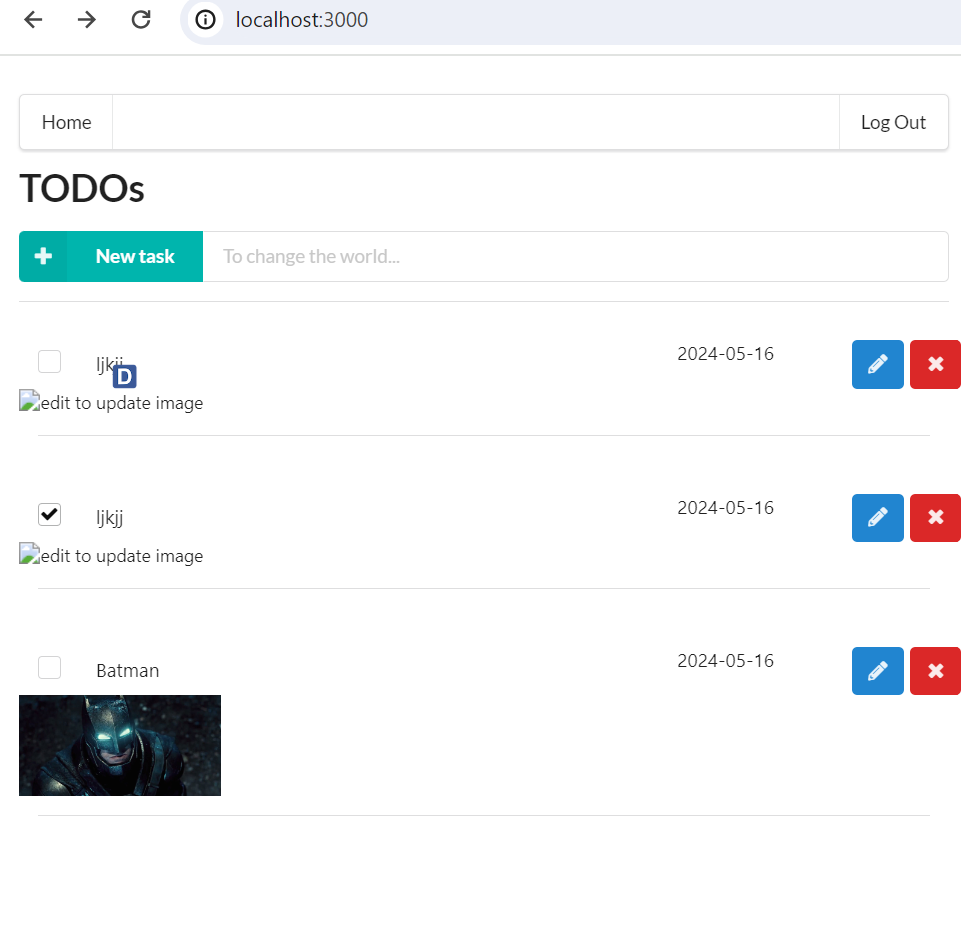 localhost:3000
Home Log Out
TODOs
New task To change the world...
2024-05-16
D
edit to update image
ljkjj 2024-05-16
edit to update image
Batman 2024-05-16